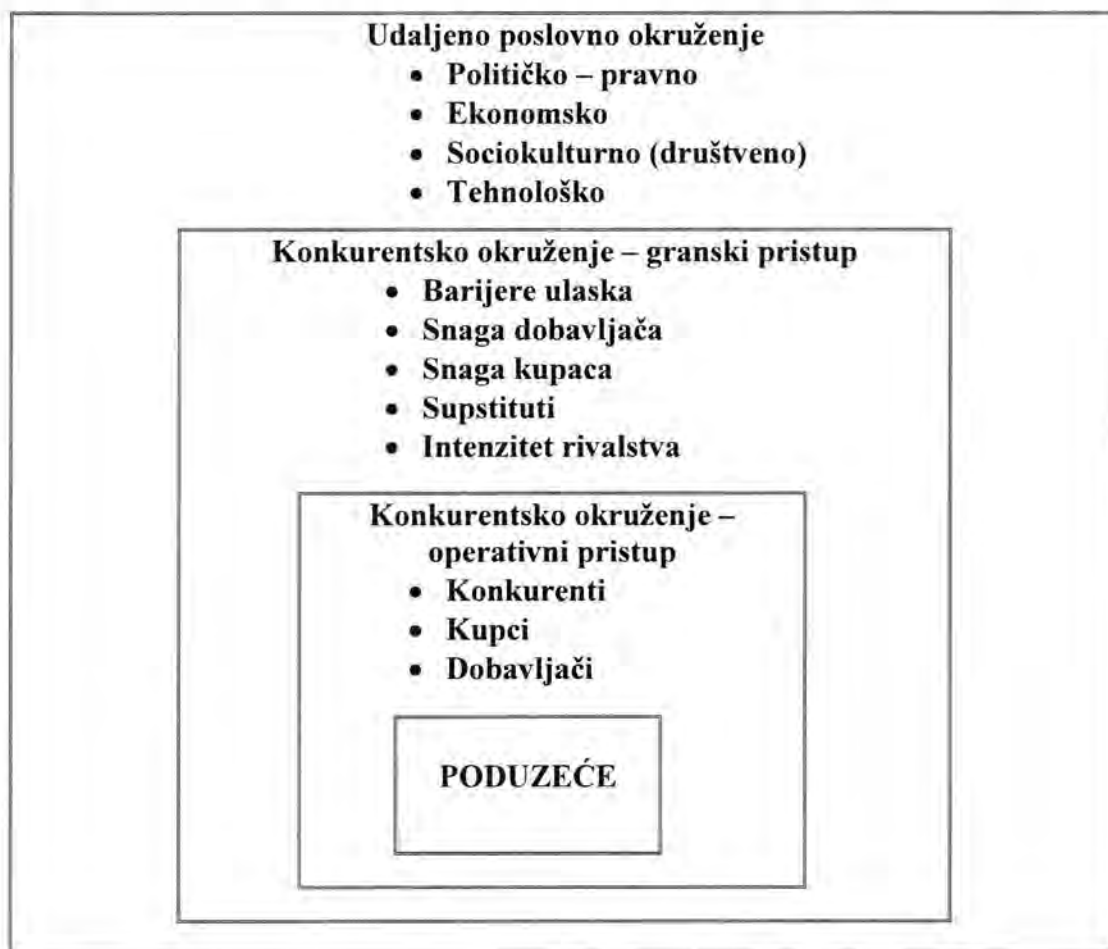 Udaljeno poslovno okruženje
• Političko – pravno
• Ekonomsko
• Sociokulturno (društveno)
• Tehnološko
Konkurentsko okruženje – granski pristup
• Barijere ulaska
• Snaga dobavljača
• Snaga kupaca
• Supstituti
• Intenzitet rivalstva
Konkurentsko okruženje –
operativni pristup
• Konkurenti
• Kupci
• Dobavljači
PODUZEĆE